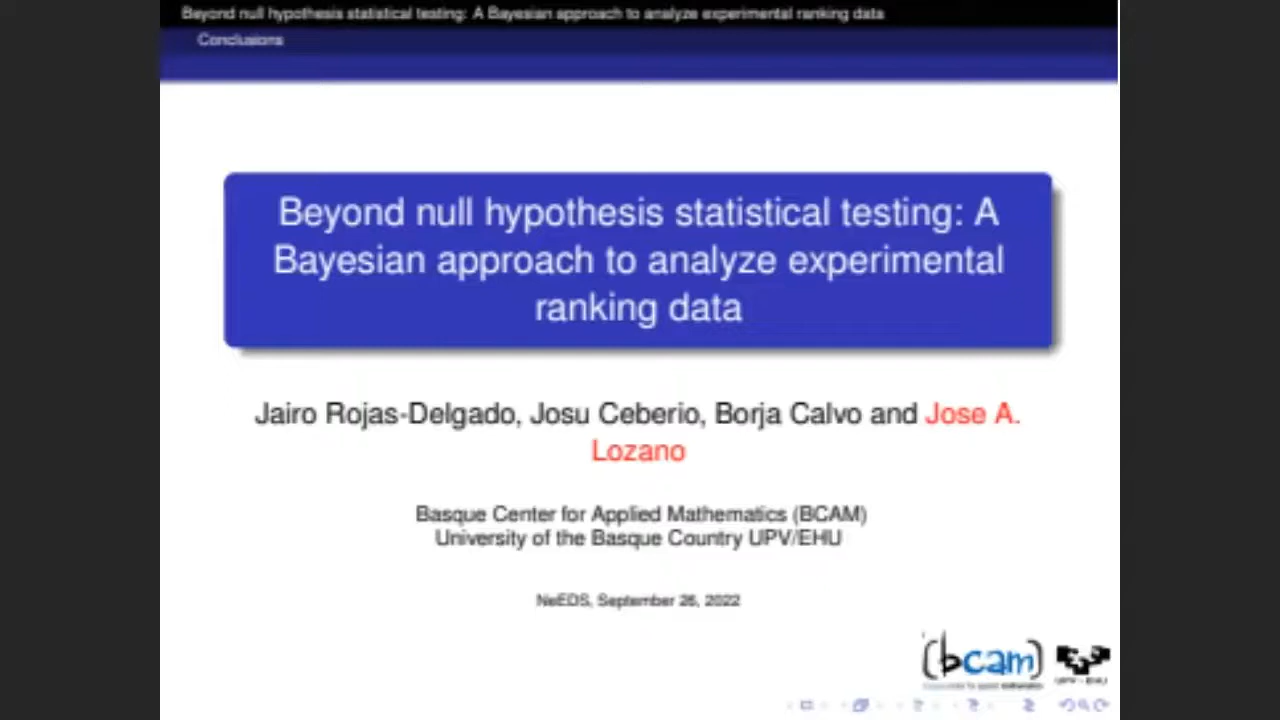 Beyond null hypothesis statistical testing: A Bayesian approach to analyze experimental ranking data
Conclusions
Beyond null hypothesis statistical testing: A
Bayesian approach to analyze experimental
ranking data
Jairo Rojas-Delgado, Josu Ceberio, Borja Calvo and Jose A.
Lozano
Basque Center for Applied Mathematics (BCAM)
University of the Basque Country UPV/EHU
NeEDS, September 26, 2022
(bcam)
UPV - EHU